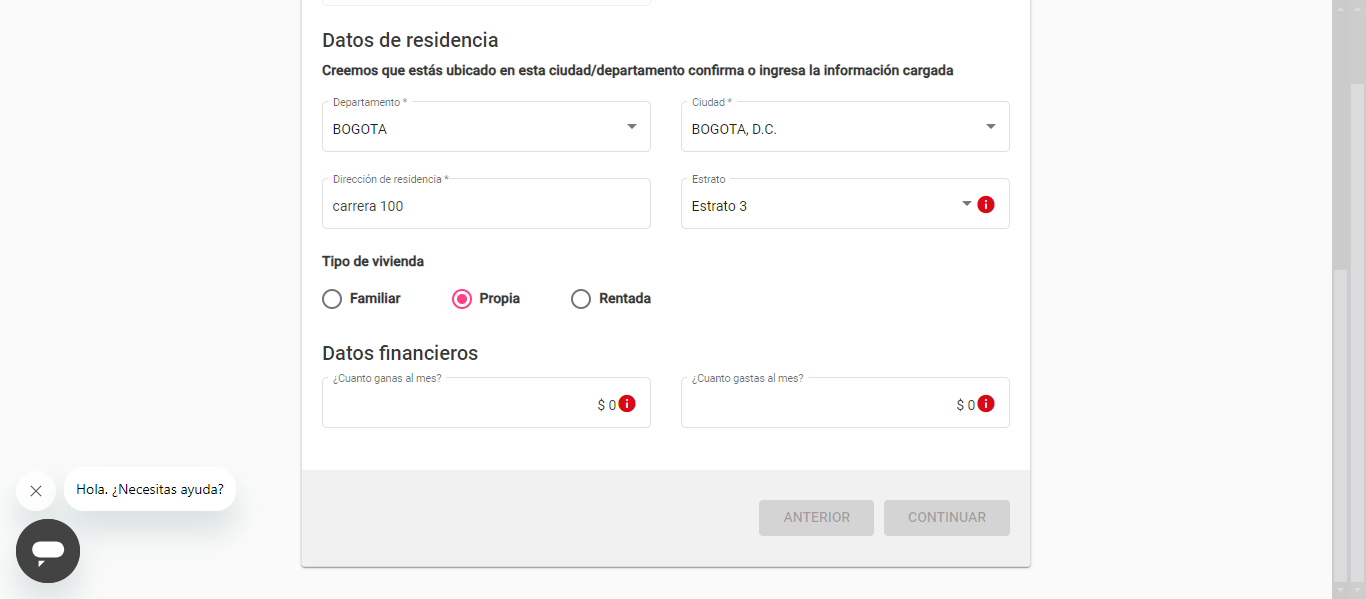 Datos de residencia
Creemos que estás ubicado en esta ciudad/departamento confirma o ingresa la información cargada
Departamento *
BOGOTA
Ciudad *
BOGOTA, D.C.
Dirección de residencia *
carrera 100
Estrato
Estrato 3
Tipo de vivienda
Familiar
Propia
Rentada
Datos financieros
¿Cuanto ganas al mes?
$ 0
¿Cuanto gastas al mes?
$ 0
Hola. ¿Necesitas ayuda?
ANTERIOR
CONTINUAR